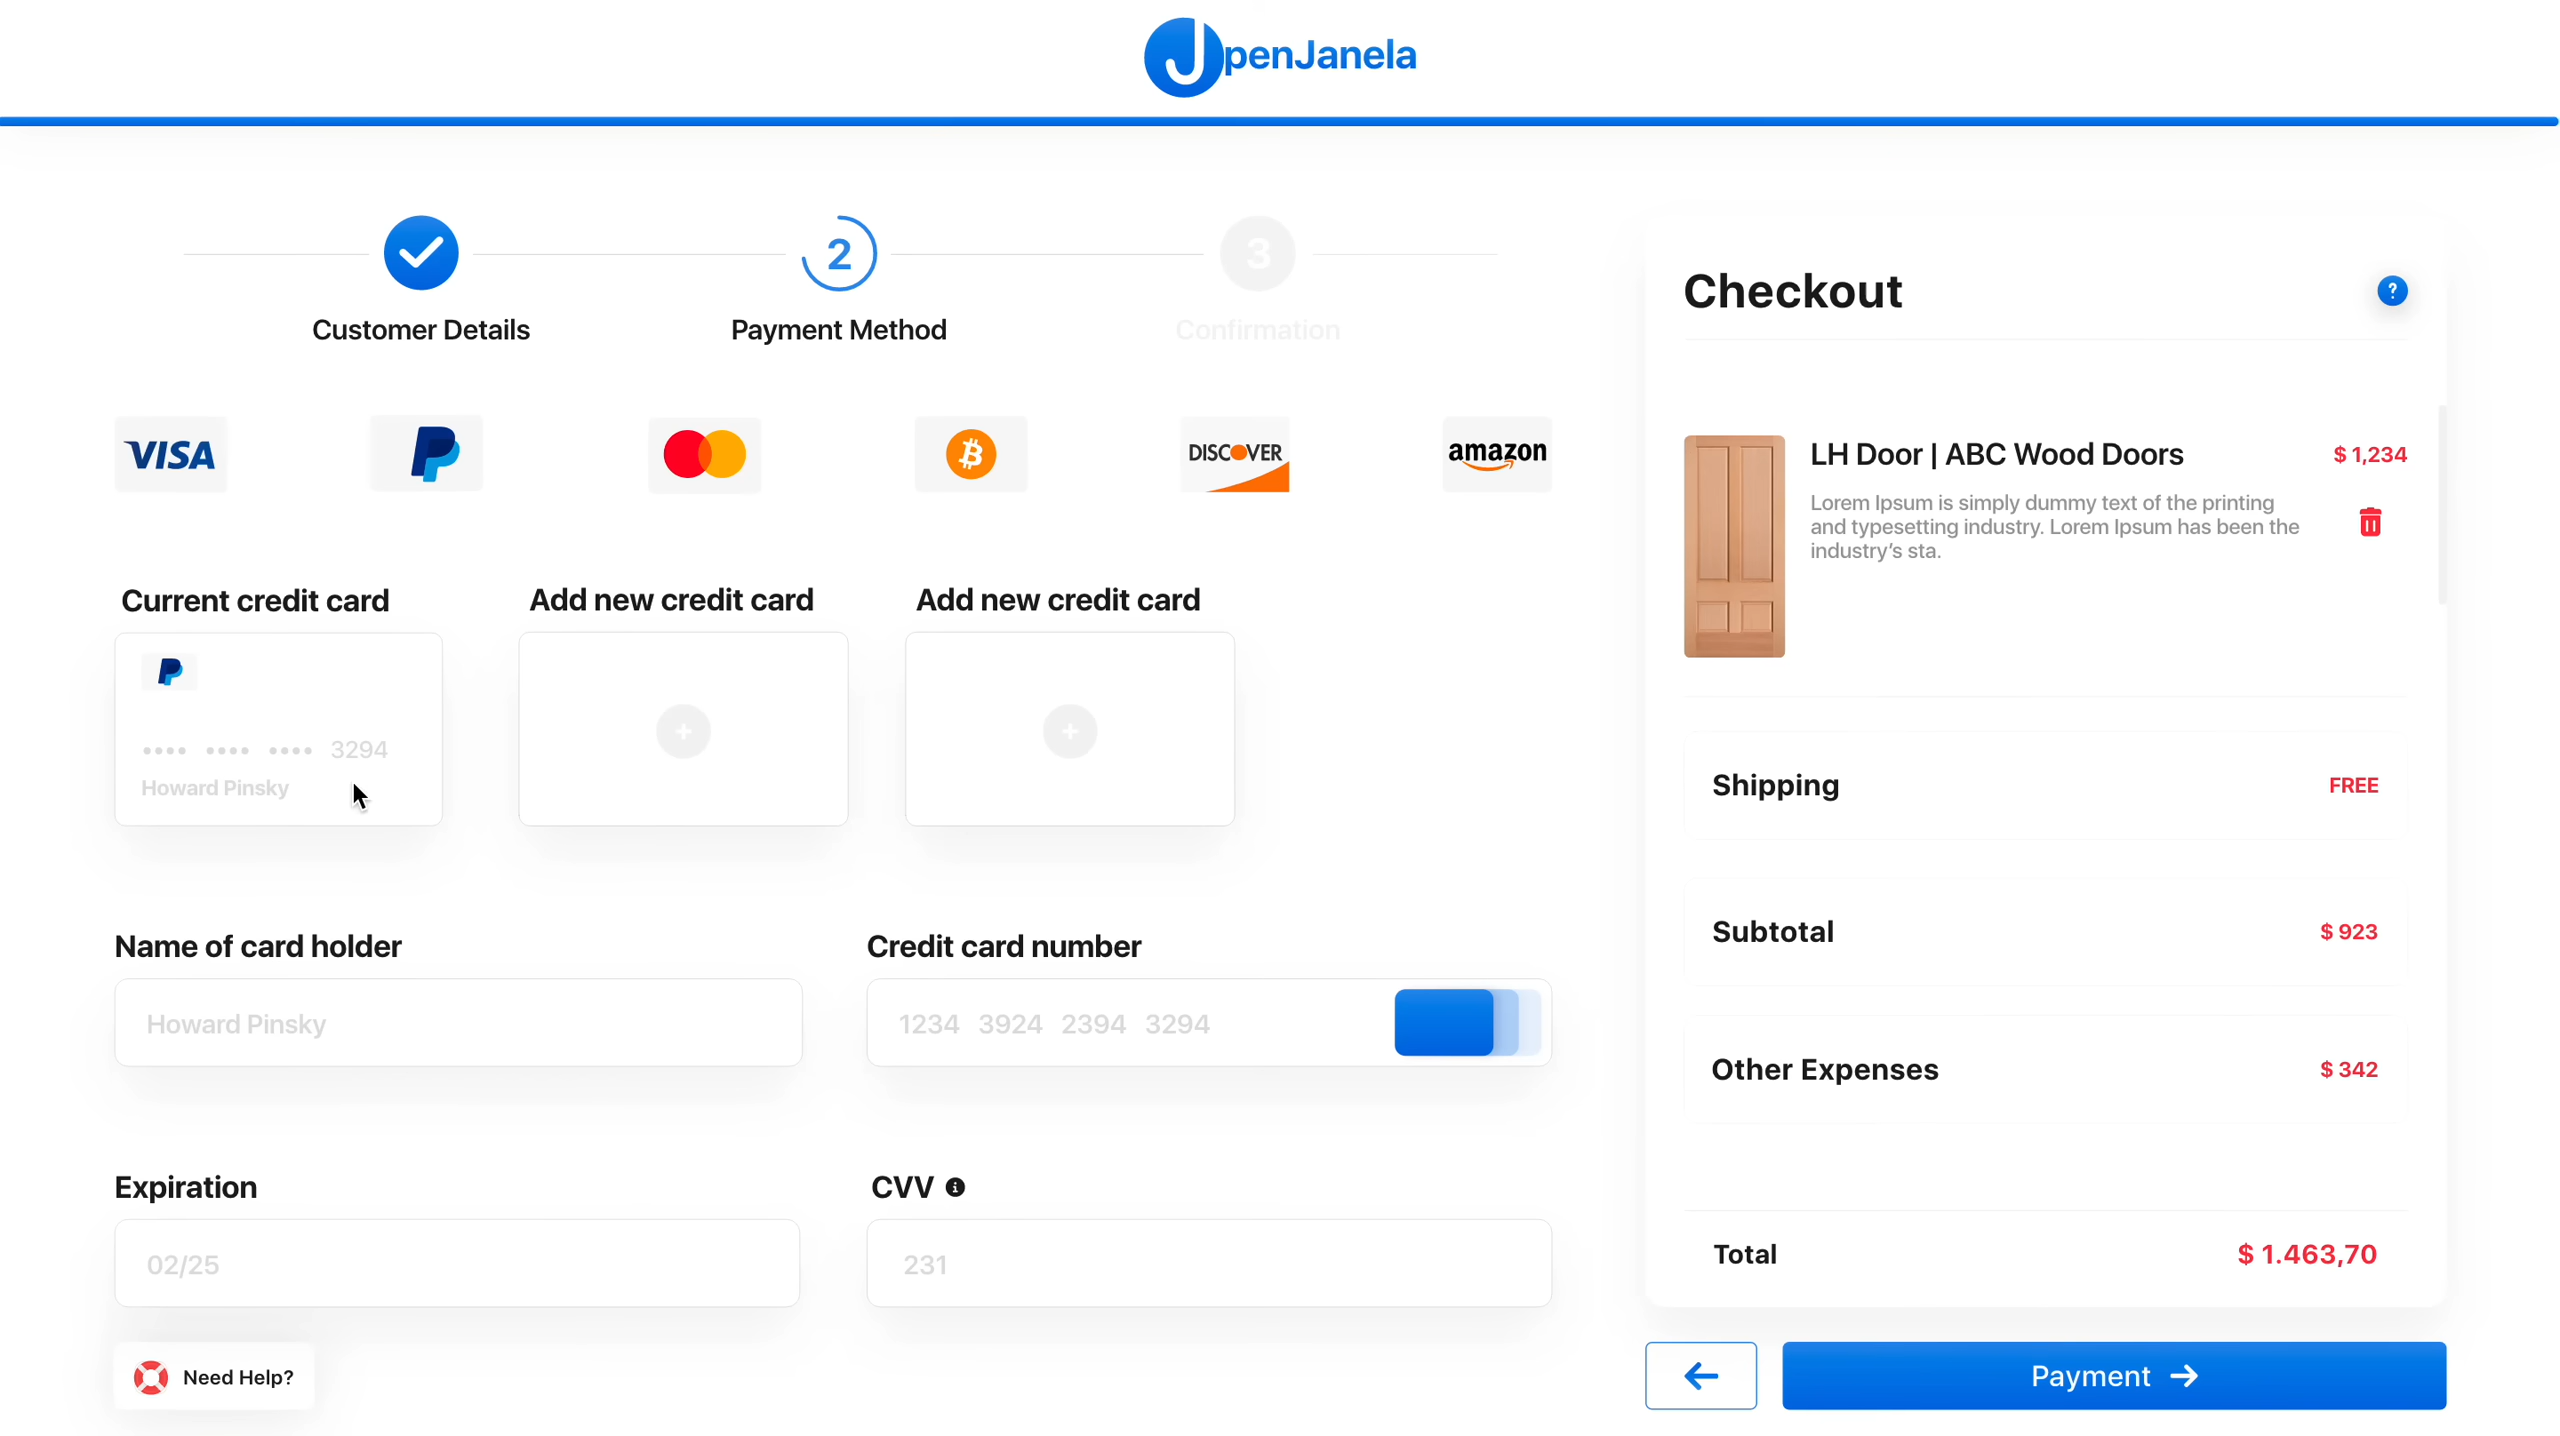 JpenJanela
2
3
Customer Details
Payment Method
Confirmation
VISA
DISCOVER
amazon
Current credit card
Add new credit card
Add new credit card
•••• •••• •••• 3294
Howard Pinsky
Name of card holder
Credit card number
Howard Pinsky
1234 3924 2394 3294
Expiration
CVV
02/25
231
Need Help?
Checkout
?
LH Door | ABC Wood Doors
$ 1,234
Lorem Ipsum is simply dummy text of the printing
and typesetting industry. Lorem Ipsum has been the
industry's sta.
Shipping
FREE
Subtotal
$ 923
Other Expenses
$ 342
Total
$ 1.463,70
Payment